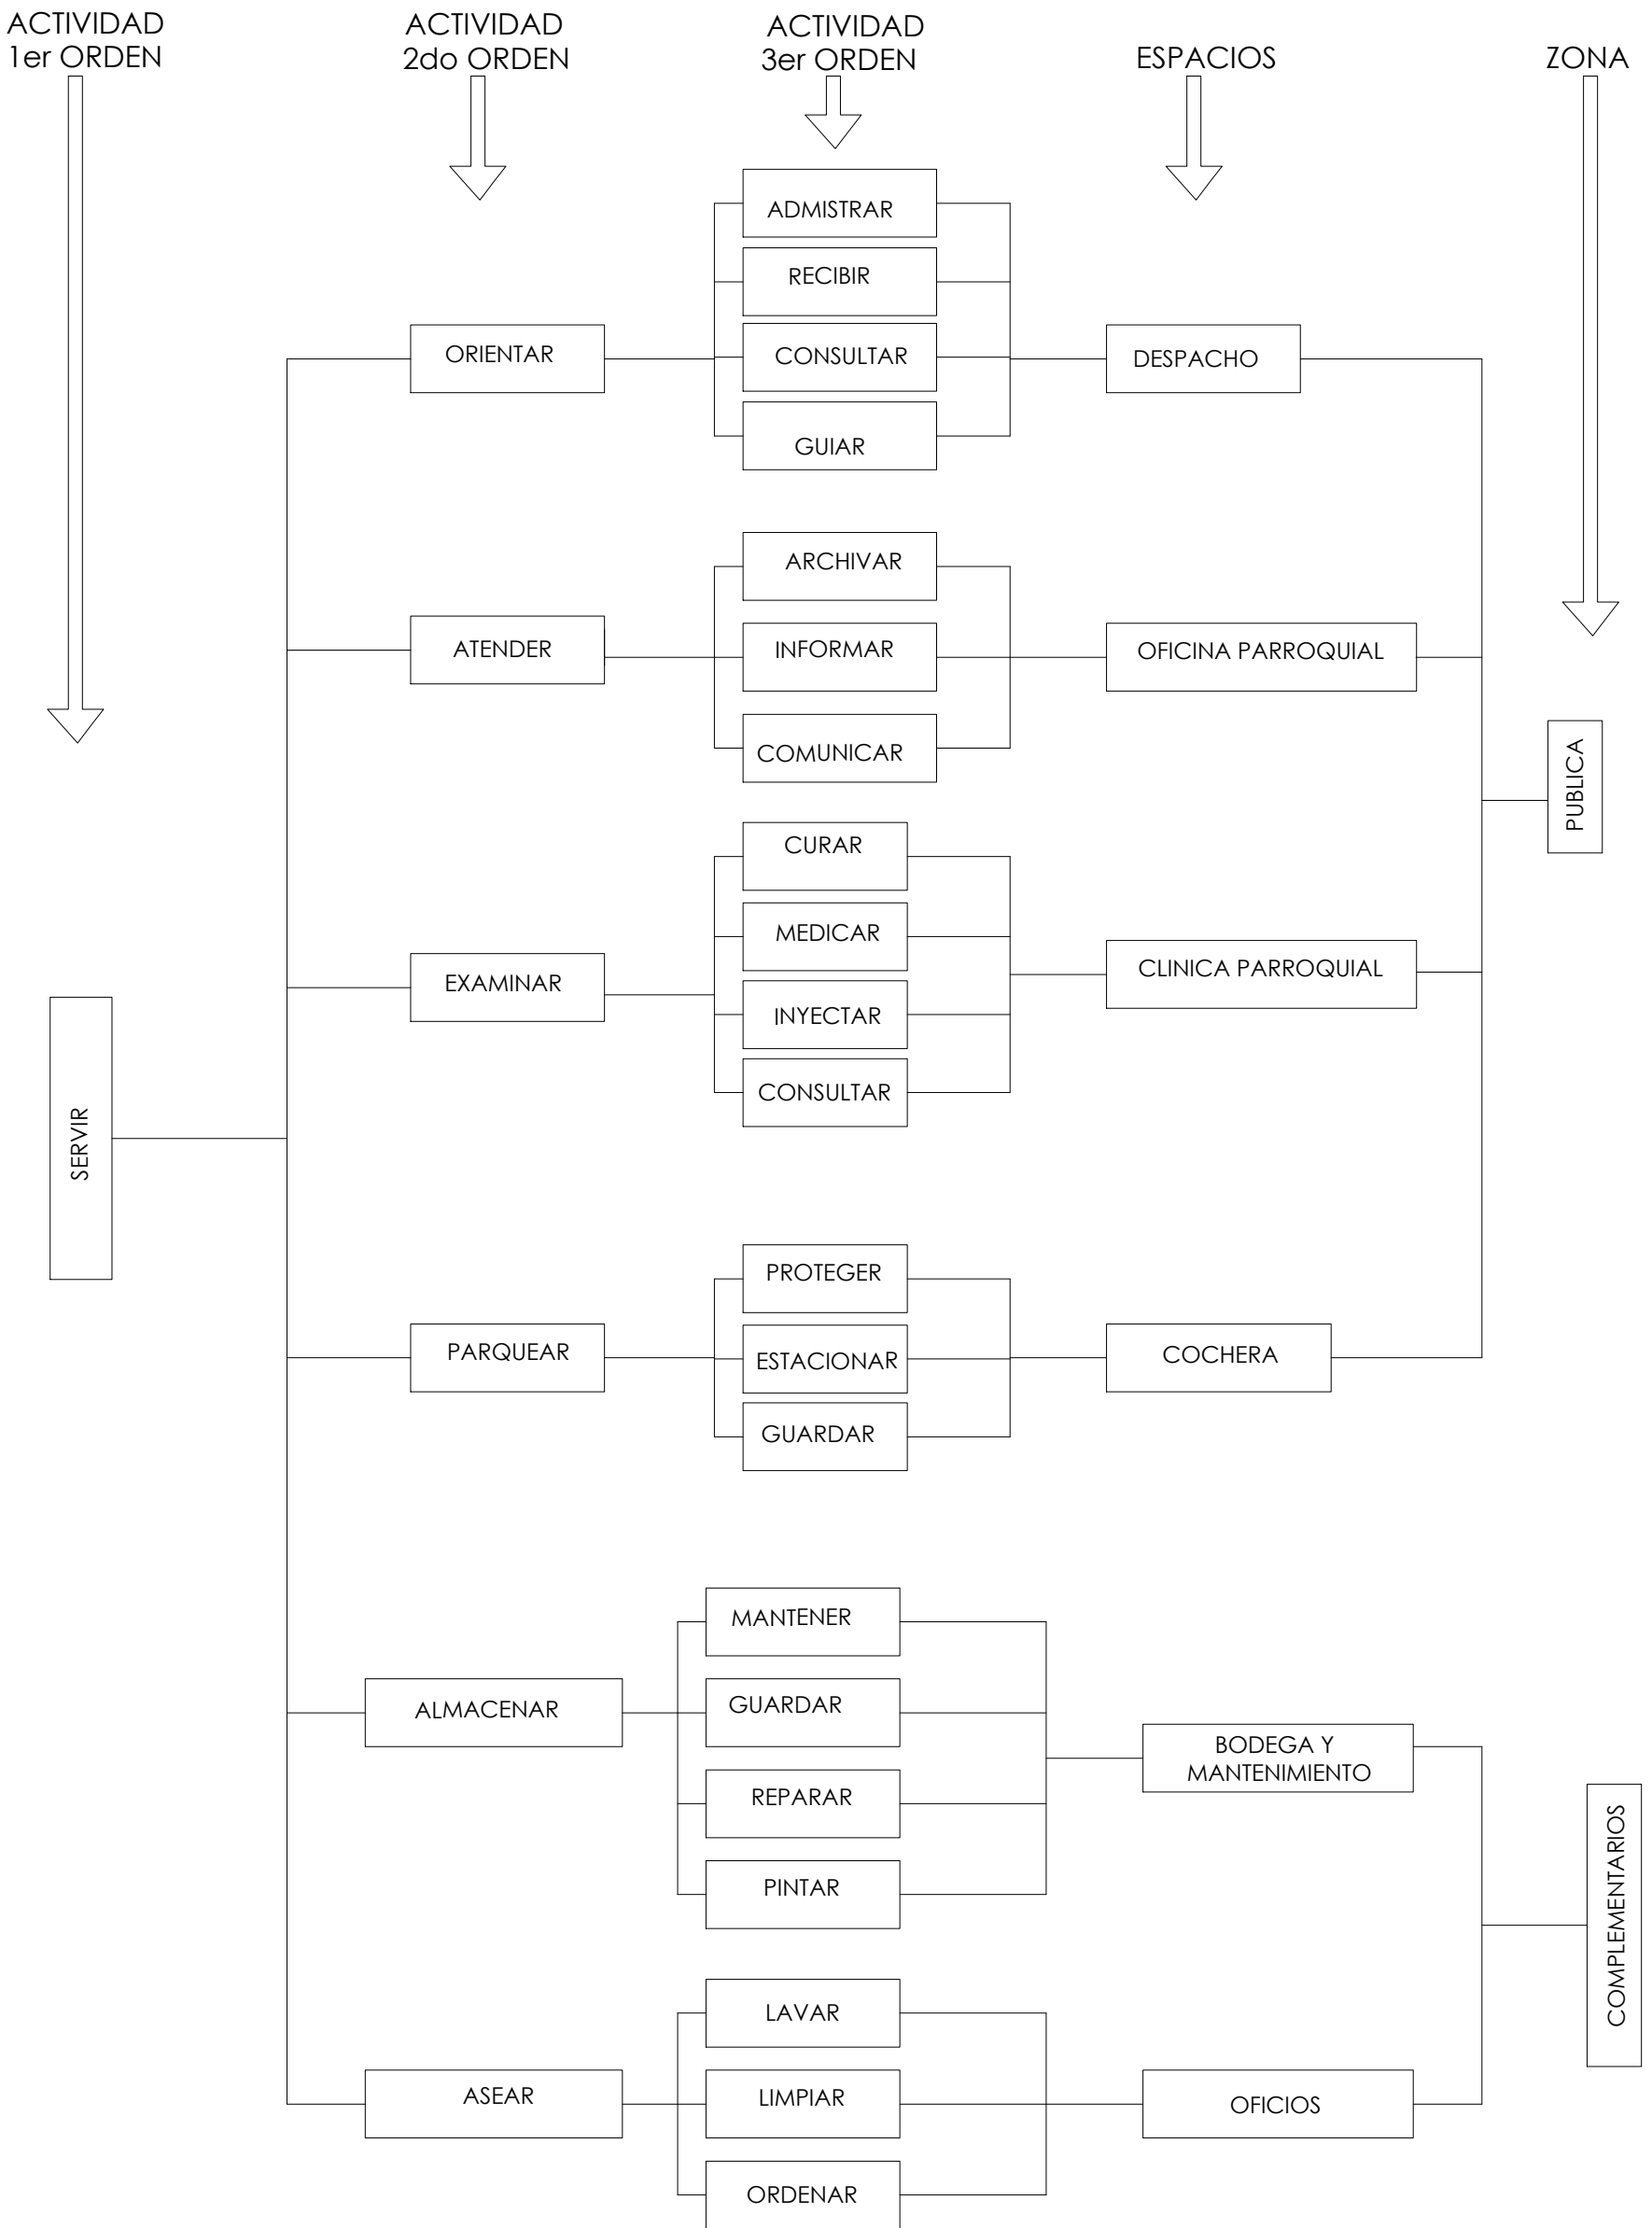 ACTIVIDAD
1er ORDEN
ACTIVIDAD
2do ORDEN
ACTIVIDAD
3er ORDEN
ESPACIOS
ZONA
SERVIR
ORIENTAR
ADMISTRAR
RECIBIR
CONSULTAR
GUIAR
DESPACHO
ATENDER
ARCHIVAR
INFORMAR
COMUNICAR
OFICINA PARROQUIAL
EXAMINAR
CURAR
MEDICAR
INYECTAR
CONSULTAR
CLINICA PARROQUIAL
PARQUEAR
PROTEGER
ESTACIONAR
GUARDAR
COCHERA
PUBLICA
ALMACENAR
MANTENER
GUARDAR
REPARAR
PINTAR
BODEGA Y
MANTENIMIENTO
ASEAR
LAVAR
LIMPIAR
ORDENAR
OFICIOS
COMPLEMENTARIOS